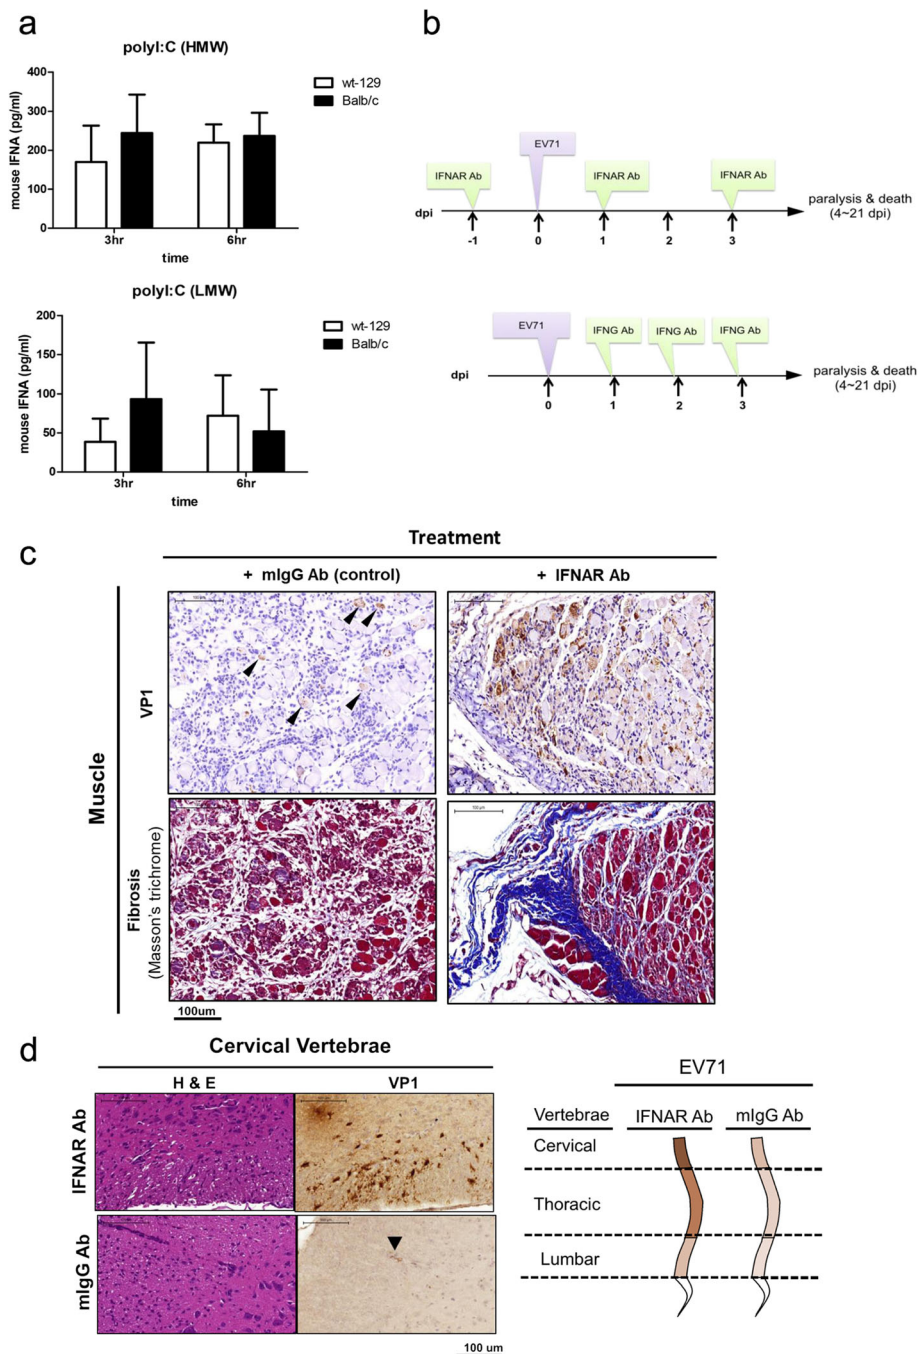 a
polyI:C (HMW)
mouse IFNA (pg/ml)
400
300
200
100
0
3hr
6hr
time
wt-129
Balb/c
polyI:C (LMW)
mouse IFNA (pg/ml)
200
150
100
50
0
3hr
6hr
time
wt-129
Balb/c
b
EV71
IFNAR Ab
IFNAR Ab
IFNAR Ab
dpi
-1
0
1
2
3
paralysis & death
(4~21 dpi)
EV71
IFNG Ab
IFNG Ab
IFNG Ab
dpi
0
1
2
3
paralysis & death
(4~21 dpi)
c
Treatment
+ mIgG Ab (control)
+ IFNAR Ab
Muscle
VP1
Fibrosis
(Masson's trichrome)
100um
d
Cervical Vertebrae
H & E
VP1
IFNAR Ab
mIgG Ab
100 um
EV71
Vertebrae
IFNAR Ab
mIgG Ab
Cervical
Thoracic
Lumbar